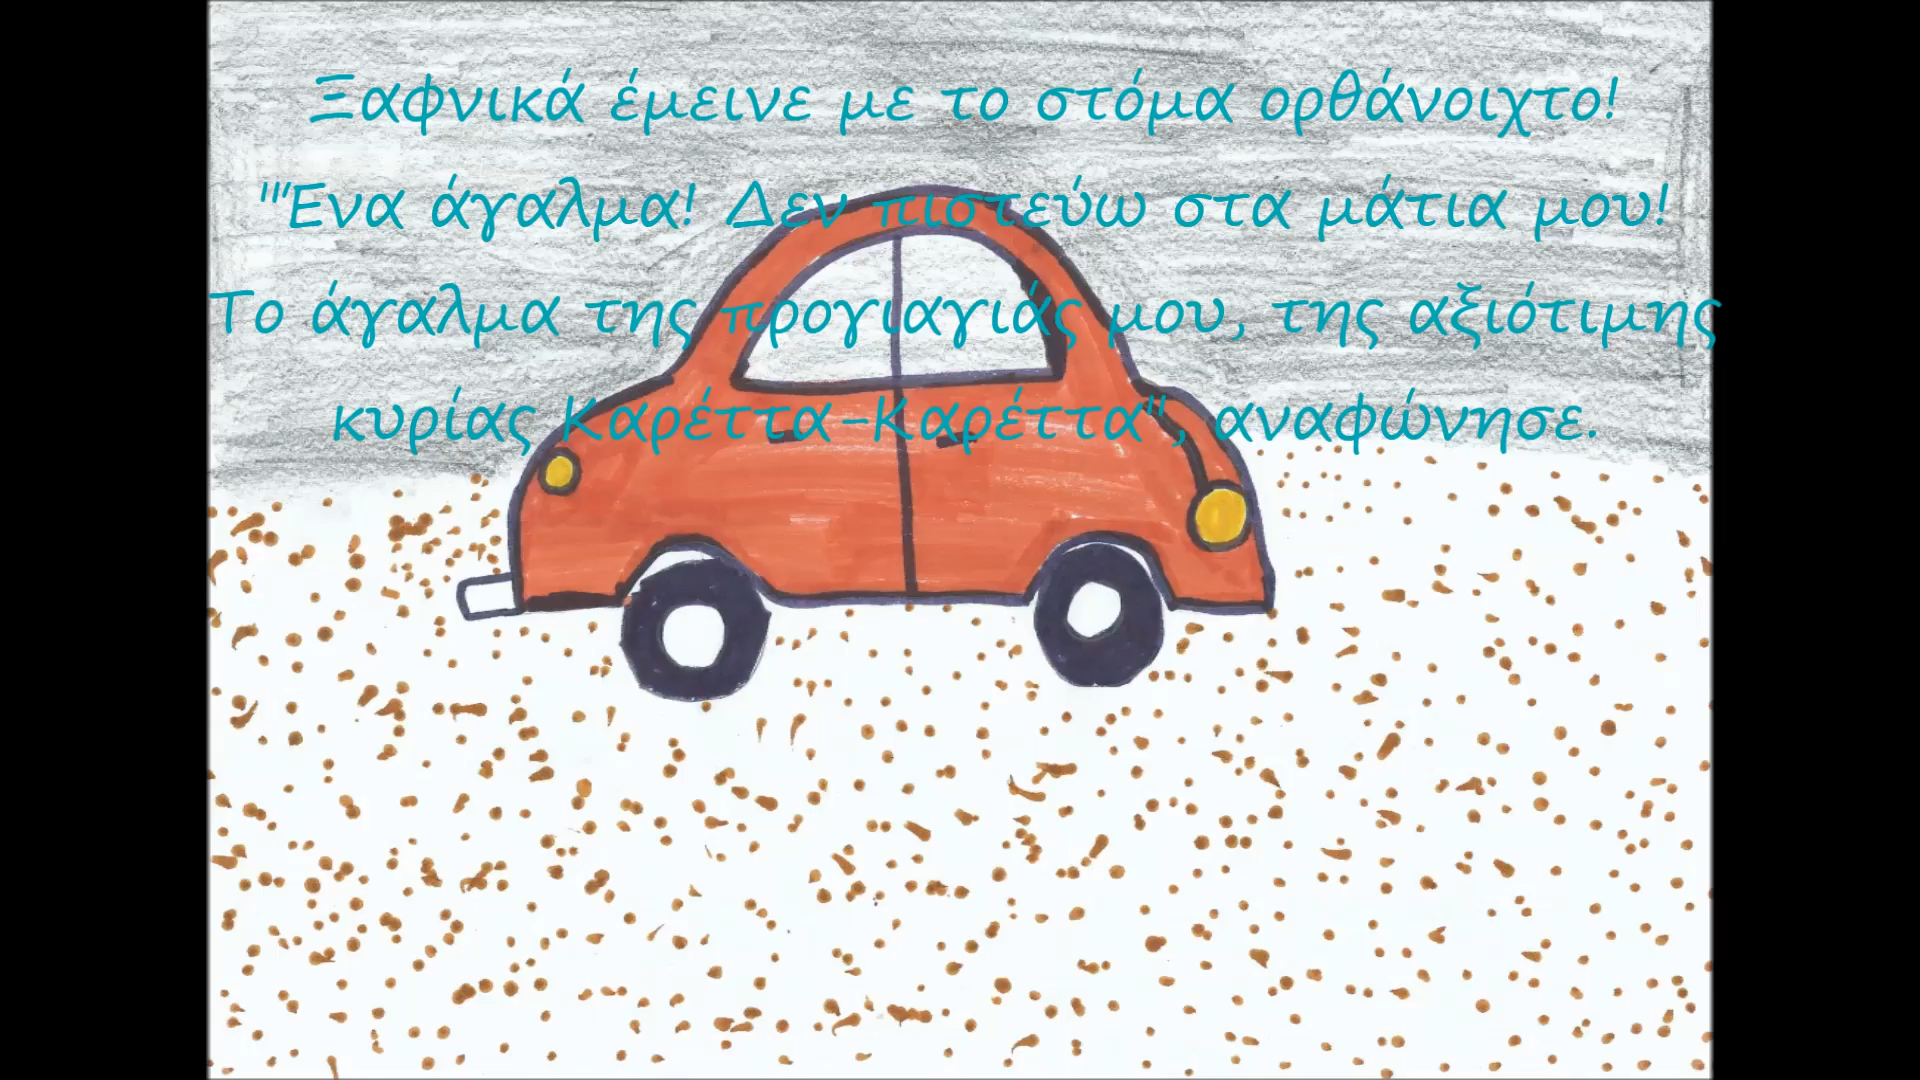 Ξαφνικά έμεινε με το στόμα ορθάνοιχτο!
"Ένα άγαλμα! Δεν πιστεύω στα μάτια μου!
Το άγαλμα της προγιαγιάς μου, της αξιότιμης
κυρίας Καρέττα-Καρέττα", αναφώνησε.